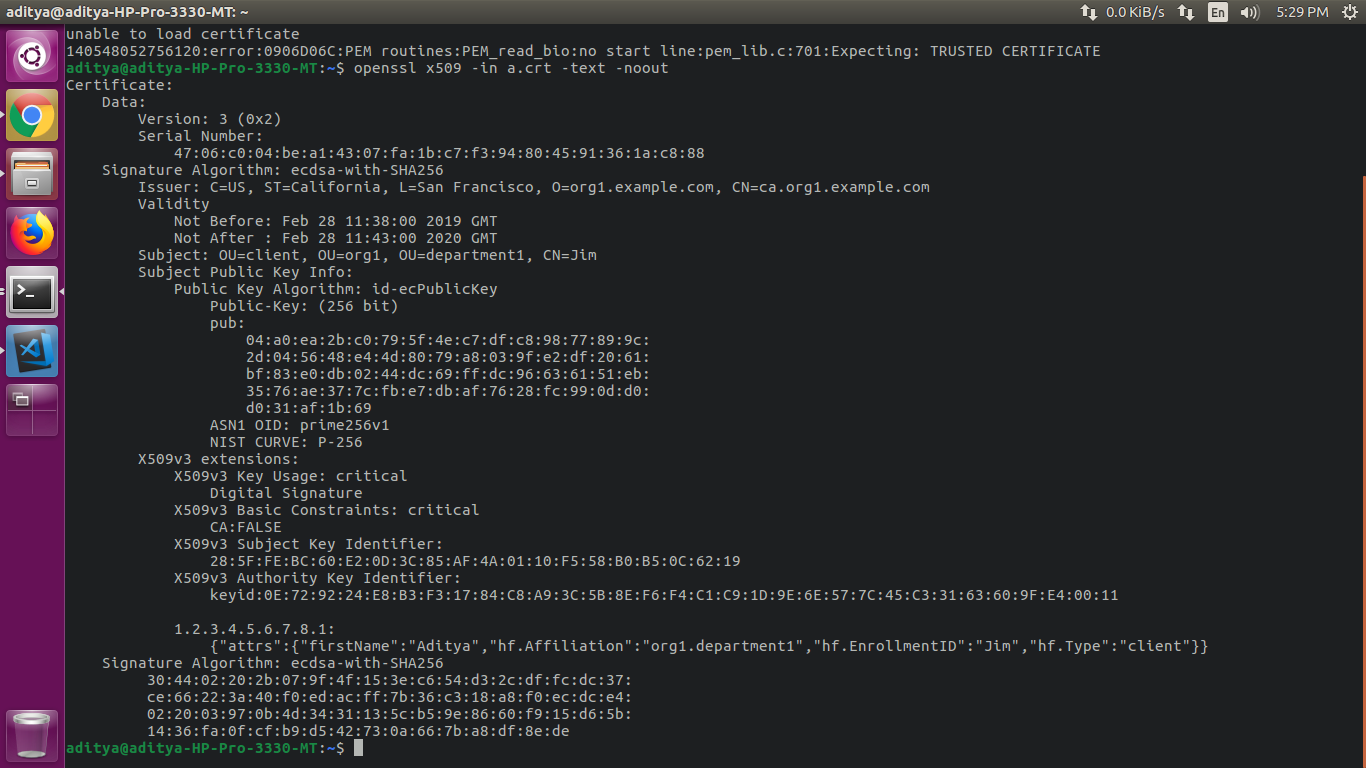 aditya@aditya-HP-Pro-3330-MT: ~ 0.0 KiB/s En 5:29 PM
unable to load certificate
140548052756120:error:0906D06C:PEM routines:PEM_read_bio:no start line:pem_lib.c:701:Expecting: TRUSTED CERTIFICATE
aditya@aditya-HP-Pro-3330-MT:~$ openssl x509 -in a.crt -text -noout
Certificate:
    Data:
        Version: 3 (0x2)
        Serial Number:
            47:06:c0:04:be:a1:43:07:fa:1b:c7:f3:94:80:45:91:36:1a:c8:88
    Signature Algorithm: ecdsa-with-SHA256
        Issuer: C=US, ST=California, L=San Francisco, O=org1.example.com, CN=ca.org1.example.com
        Validity
            Not Before: Feb 28 11:38:00 2019 GMT
            Not After : Feb 28 11:43:00 2020 GMT
        Subject: OU=client, OU=org1, OU=department1, CN=Jim
        Subject Public Key Info:
            Public Key Algorithm: id-ecPublicKey
                Public-Key: (256 bit)
                pub:
                    04:a0:ea:2b:c0:79:5f:4e:c7:df:c8:98:77:89:9c:
                    2d:04:56:48:e4:4d:80:79:a8:03:9f:e2:df:20:61:
                    bf:83:e0:db:02:44:dc:69:ff:dc:96:63:61:51:eb:
                    35:76:ae:37:7c:fb:e7:db:af:76:28:fc:99:0d:d0:
                    d0:31:af:1b:69
                ASN1 OID: prime256v1
                NIST CURVE: P-256
        X509v3 extensions:
            X509v3 Key Usage: critical
                Digital Signature
            X509v3 Basic Constraints: critical
                CA:FALSE
            X509v3 Subject Key Identifier:
                28:5F:FE:BC:60:E2:0D:3C:85:AF:4A:01:10:F5:58:B0:B5:0C:62:19
            X509v3 Authority Key Identifier:
                keyid:0E:72:92:24:E8:B3:F3:17:84:C8:A9:3C:5B:8E:F6:F4:C1:C9:1D:9E:6E:57:7C:45:C3:31:63:60:9F:E4:00:11
            1.2.3.4.5.6.7.8.1:
                {"attrs":{"firstName":"Aditya","hf.Affiliation":"org1.department1","hf.EnrollmentID":"Jim","hf.Type":"client"}}
    Signature Algorithm: ecdsa-with-SHA256
         30:44:02:20:2b:07:9f:4f:15:3e:c6:54:d3:2c:df:fc:dc:37:
         ce:66:22:3a:40:f0:ed:ac:ff:7b:36:c3:18:a8:f0:ec:dc:e4:
         02:20:03:97:0b:4d:34:31:13:5c:b5:9e:86:60:f9:15:d6:5b:
         14:36:fa:0f:cf:b9:d5:42:73:0a:66:7b:a8:df:8e:de
aditya@aditya-HP-Pro-3330-MT:~$